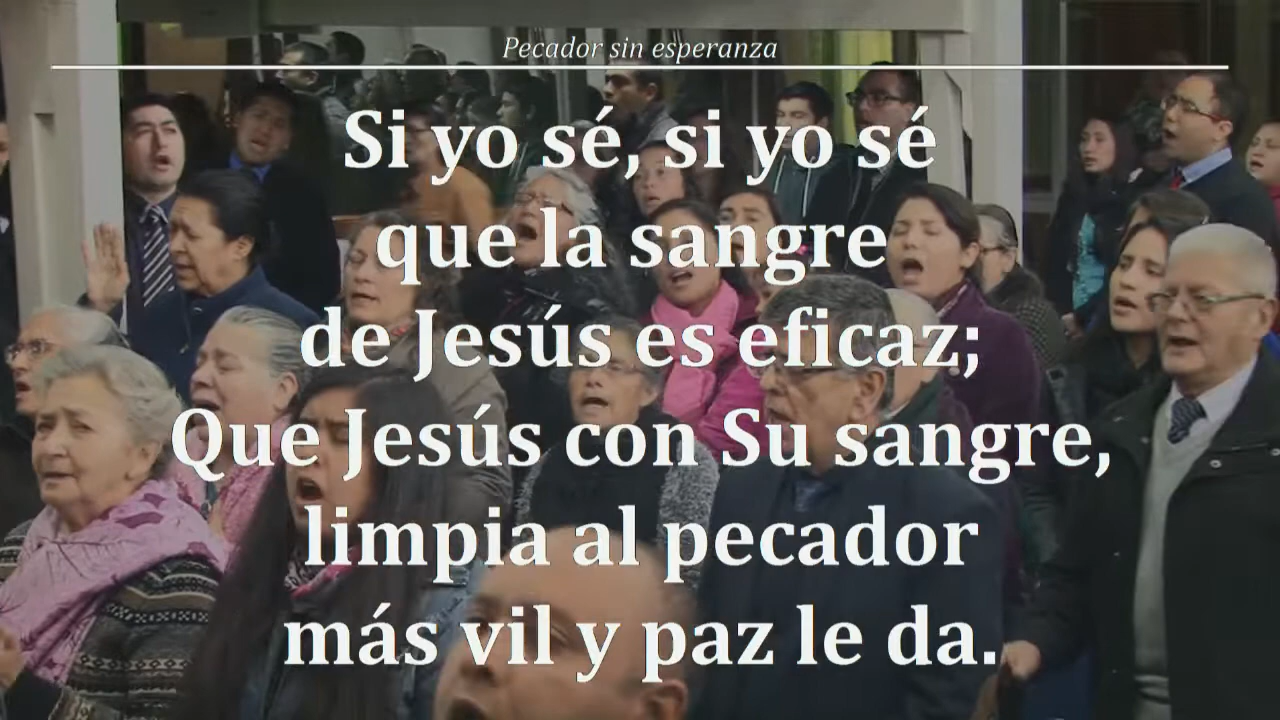 Pecador sin esperanza
Si yo sé, si yo sé
que la sangre
de Jesús es eficaz;
Que Jesús con Su sangre,
limpia al pecador
más vil y paz le da.